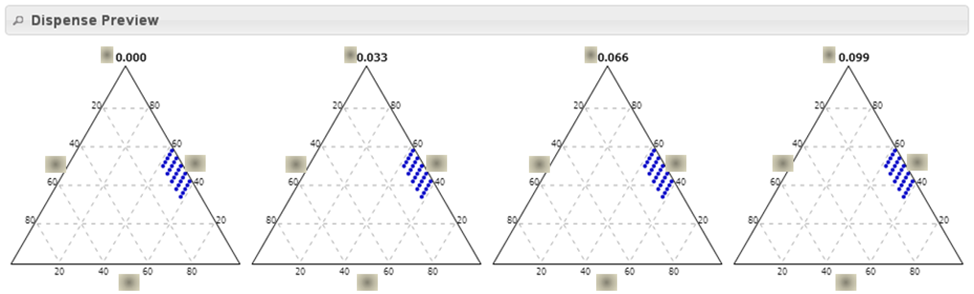 Dispense Preview
0.000 0.033 0.066 0.099
20 80 20 80 20 80 20 80
40 60 40 60 40 60 40 60
60 40 60 40 60 40 60 40
80 20 80 20 80 20 80 20
20 40 60 80 20 40 60 80 20 40 60 80 20 40 60 80